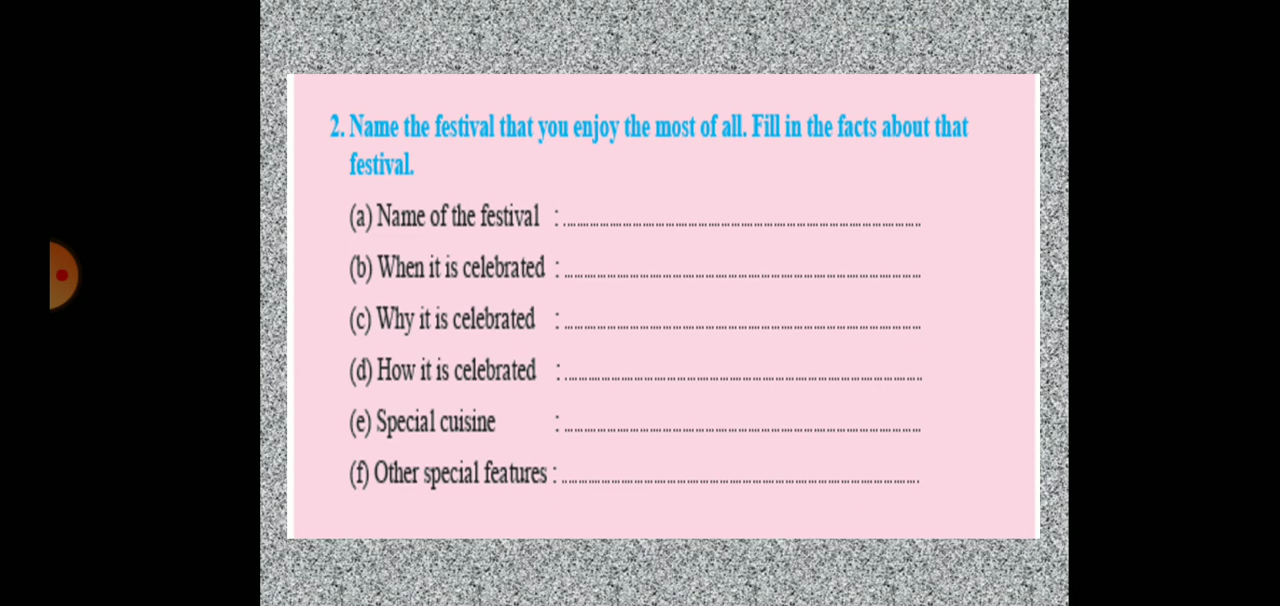 2. Name the festival that you enjoy the most of all. Fill in the facts about that
festival.
(a) Name of the festival : ..........................................................................................
(b) When it is celebrated : ..........................................................................................
(c) Why it is celebrated : ..........................................................................................
(d) How it is celebrated : ..........................................................................................
(e) Special cuisine : ..........................................................................................
(f) Other special features : ..........................................................................................